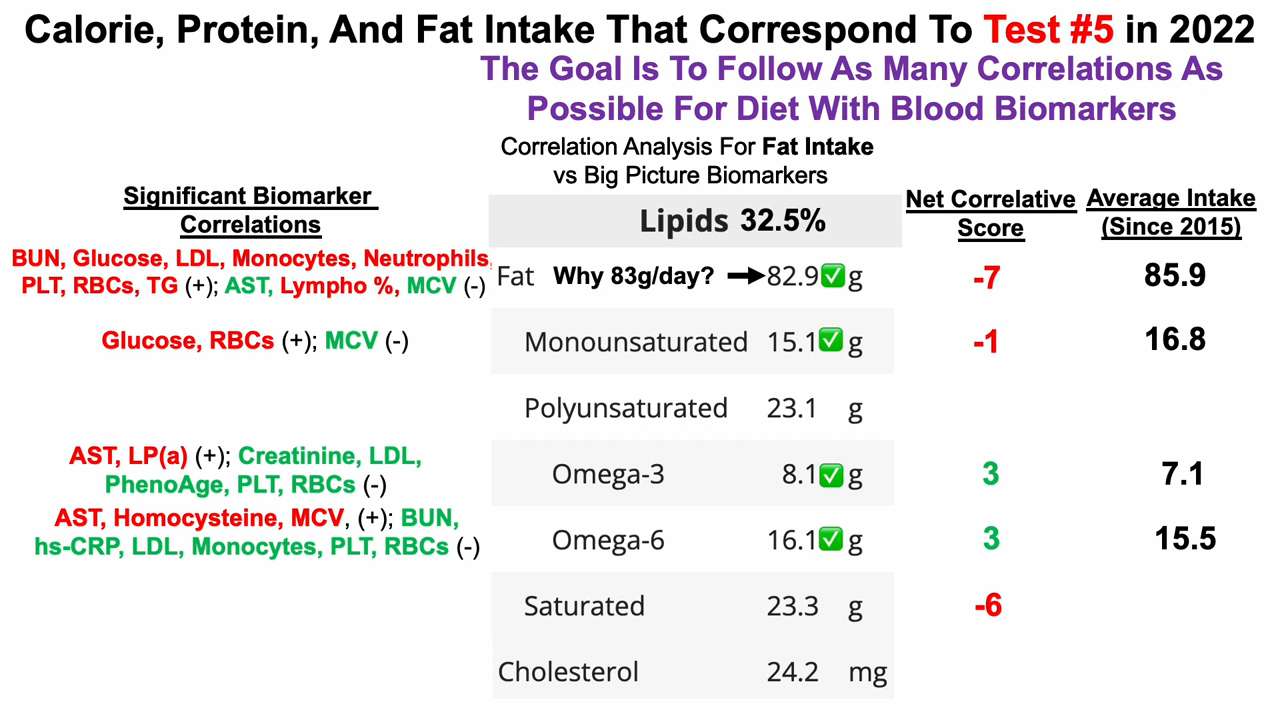 Calorie, Protein, And Fat Intake That Correspond To Test #5 in 2022
The Goal Is To Follow As Many Correlations As
Possible For Diet With Blood Biomarkers
Correlation Analysis For Fat Intake
vs Big Picture Biomarkers
Significant Biomarker
Correlations
Lipids 32.5%
Net Correlative
Score
Average Intake
(Since 2015)
BUN, Glucose, LDL, Monocytes, Neutrophils,
PLT, RBCs, TG (+); AST, Lympho %, MCV (-)
Fat Why 83g/day? 82.9 g -7 85.9
Glucose, RBCs (+); MCV (-)
Monounsaturated 15.1 g -1 16.8
Polyunsaturated 23.1 g
AST, LP(a) (+); Creatinine, LDL,
PhenoAge, PLT, RBCs (-)
Omega-3 8.1 g 3 7.1
AST, Homocysteine, MCV, (+); BUN,
hs-CRP, LDL, Monocytes, PLT, RBCs (-)
Omega-6 16.1 g 3 15.5
Saturated 23.3 g -6
Cholesterol 24.2 mg